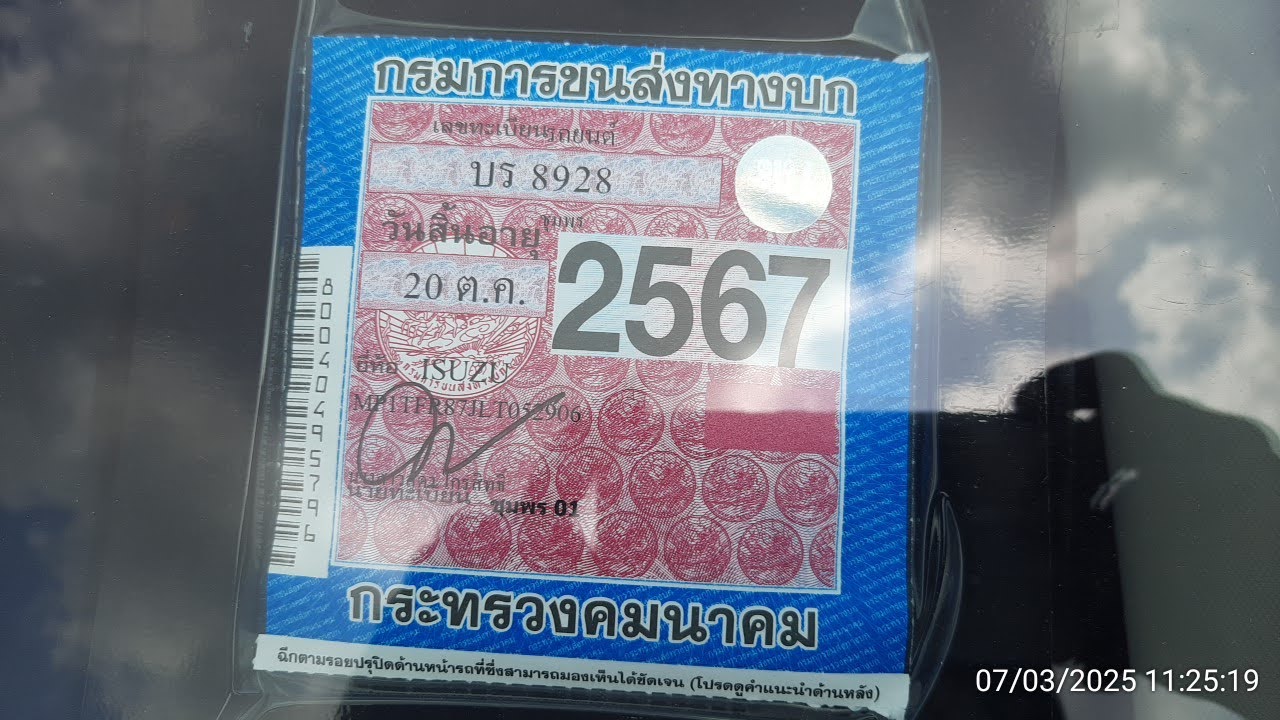 กรมการขนส่งทางบก
เลขทะเบียนรถยนต์
บร 8928
ชุมพร
วันสิ้นอายุ
2567
20 ต.ค.
ยี่ห้อ ISUZU
MP1TFR87JLT052906
นายทะเบียน ชุมพร 01
80040495796
กระทรวงคมนาคม
ฉีกตามรอยปรุปิดด้านหน้ารถที่ซึ่งสามารถมองเห็นได้ชัดเจน (โปรดดูคำแนะนำด้านหลัง)
07/03/2025 11:25:19